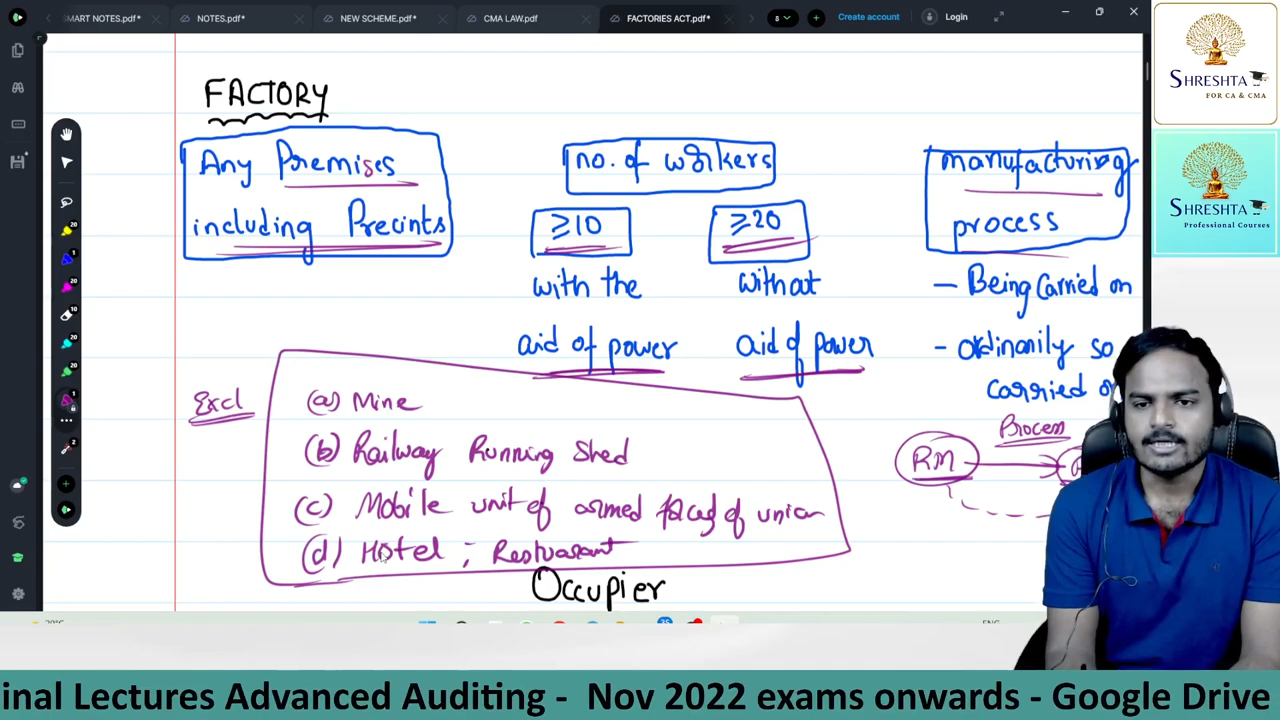 SMART NOTES.pdf*
NOTES.pdf*
NEW SCHEME.pdf*
CMA LAW.pdf
FACTORIES ACT.pdf*
8
Create account
Login
SHRESHTA
FOR CA & CMA
SHRESHTA
Professional Courses
FACTORY
Any Premises
including Precints
no. of workers
≥10
with the
aid of power
≥20
without
aid of power
manufacturing
process
- Being carried on
- ordinarily so
carried o
Excl
(a) Mine
(b) Railway Running Shed
(c) Mobile unit of armed forces of union
(d) Hotel ; Restuarant
Process
RM
Occupier
ENG
inal Lectures Advanced Auditing - Nov 2022 exams onwards - Google Drive